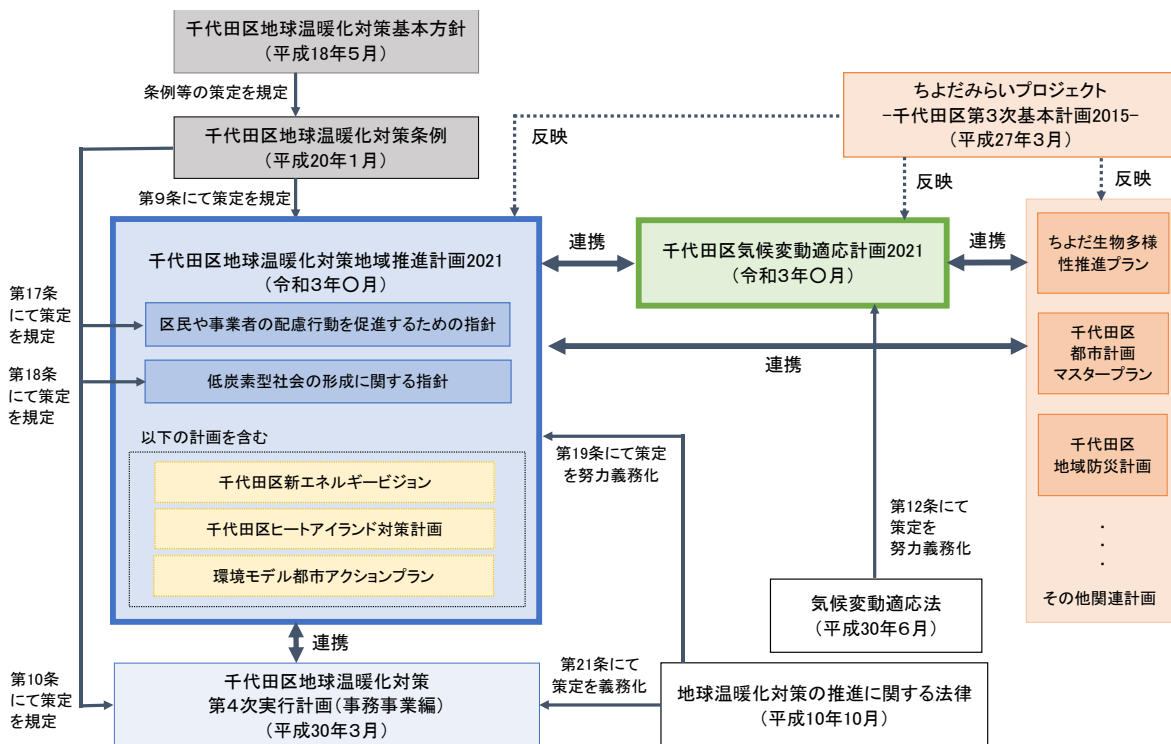 千代田区地球温暖化対策基本方針
（平成18年5月）
条例等の策定を規定
千代田区地球温暖化対策条例
（平成20年1月）
第9条にて策定を規定
ちよだみらいプロジェクト
-千代田区第3次基本計画2015-
（平成27年3月）
反映
反映
反映
千代田区地球温暖化対策地域推進計画2021
（令和3年〇月）
第17条
にて策定
を規定
区民や事業者の配慮行動を促進するための指針
第18条
にて策定
を規定
低炭素型社会の形成に関する指針
以下の計画を含む
千代田区新エネルギービジョン
千代田区ヒートアイランド対策計画
環境モデル都市アクションプラン
連携
千代田区気候変動適応計画2021
（令和3年〇月）
連携
連携
ちよだ生物多様
性推進プラン
千代田区
都市計画
マスタープラン
千代田区
地域防災計画
・
・
・
その他関連計画
第19条にて策定
を努力義務化
第12条にて
策定を
努力義務化
気候変動適応法
（平成30年6月）
連携
第10条
にて策定
を規定
千代田区地球温暖化対策
第4次実行計画（事務事業編）
（平成30年3月）
第21条にて
策定を義務化
地球温暖化対策の推進に関する法律
（平成10年10月）